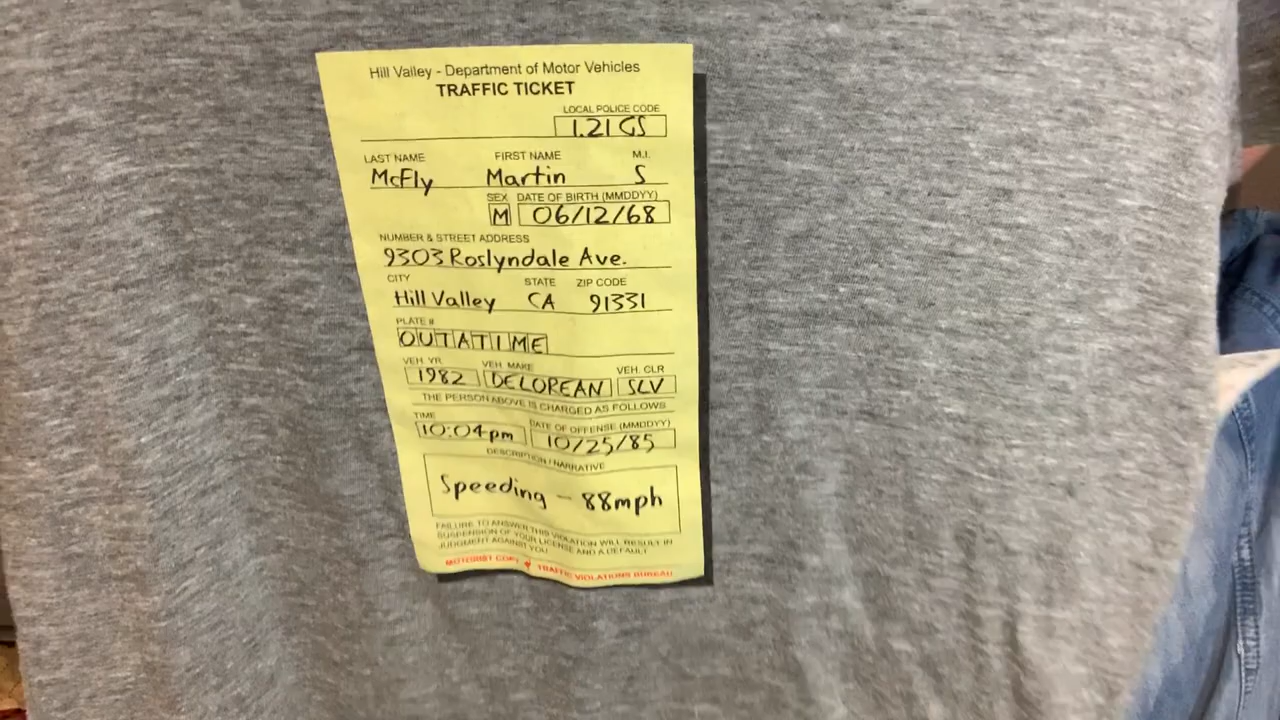 Hill Valley - Department of Motor Vehicles
TRAFFIC TICKET
LOCAL POLICE CODE
1.21 GS
LAST NAME FIRST NAME M.I.
McFly Martin S
SEX DATE OF BIRTH (MMDDYY)
M 06/12/68
NUMBER & STREET ADDRESS
9303 Roslyndale Ave.
CITY STATE ZIP CODE
Hill Valley CA 91331
PLATE #
OUTATIME
VEH. YR. VEH. MAKE VEH. CLR
1982 DELOREAN SLV
THE PERSON ABOVE IS CHARGED AS FOLLOWS
TIME DATE OF OFFENSE (MMDDYY)
10:04pm 10/25/85
DESCRIPTION / NARRATIVE
Speeding - 88mph
FAILURE TO ANSWER THIS VIOLATION WILL RESULT IN
SUSPENSION OF YOUR LICENSE AND A DEFAULT
JUDGMENT AGAINST YOU
MOTORIST COPY TRAFFIC VIOLATIONS BUREAU